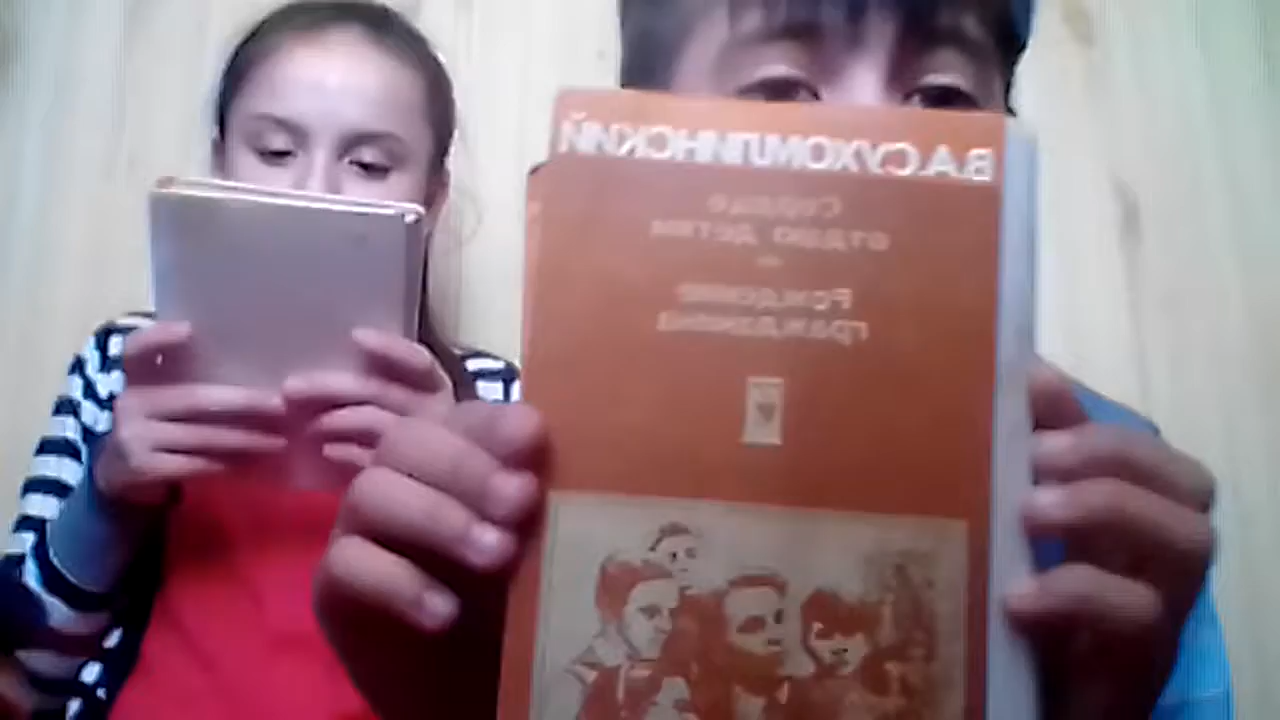 В.А.СУХОМЛИНСКИЙ
Сердце
отдаю детям
Рождение
гражданина